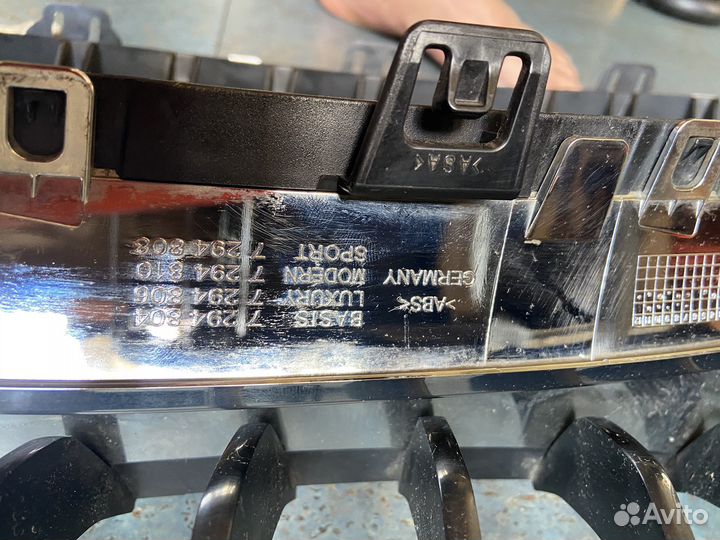 BASIS 7 294 804
LUXURY 7 294 806
MODERN 7 294 810
SPORT 7 294 808
>ABS<
GERMANY
>ASA<
Avito